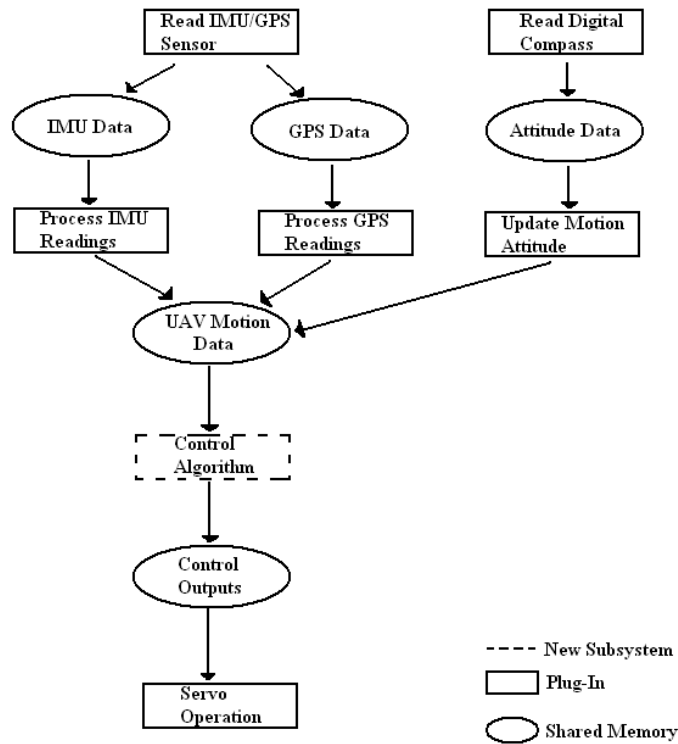 Read IMU/GPS
Sensor
Read Digital
Compass
IMU Data
GPS Data
Attitude Data
Process IMU
Readings
Process GPS
Readings
Update Motion
Attitude
UAV Motion
Data
Control
Algorithm
Control
Outputs
Servo
Operation
New Subsystem
Plug-In
Shared Memory